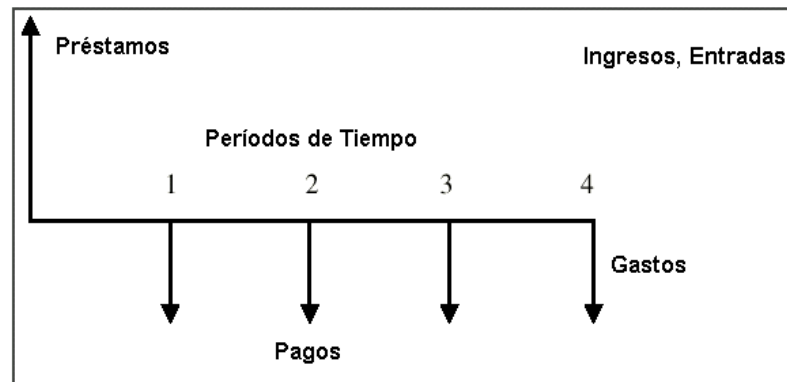 Préstamos
Ingresos, Entradas
Períodos de Tiempo
1 2 3 4
Gastos
Pagos